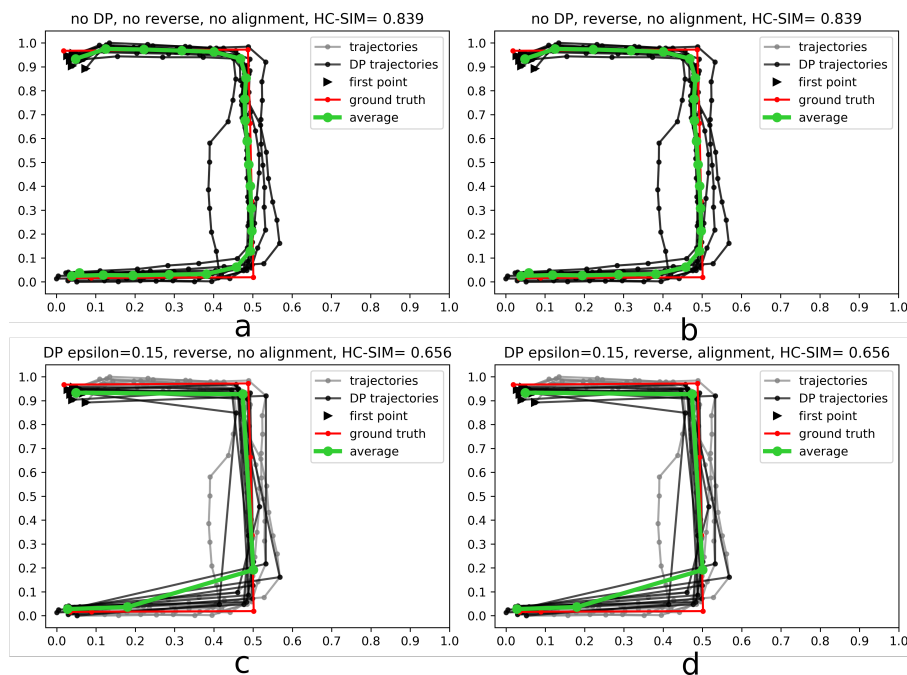 no DP, no reverse, no alignment, HC-SIM= 0.839
1.0
0.9
0.8
0.7
0.6
0.5
0.4
0.3
0.2
0.1
0.0
trajectories
DP trajectories
first point
ground truth
average
0.0 0.1 0.2 0.3 0.4 0.5 0.6 0.7 0.8 0.9 1.0
a
no DP, reverse, no alignment, HC-SIM= 0.839
1.0
0.9
0.8
0.7
0.6
0.5
0.4
0.3
0.2
0.1
0.0
trajectories
DP trajectories
first point
ground truth
average
0.0 0.1 0.2 0.3 0.4 0.5 0.6 0.7 0.8 0.9 1.0
b
DP epsilon=0.15, reverse, no alignment, HC-SIM= 0.656
1.0
0.9
0.8
0.7
0.6
0.5
0.4
0.3
0.2
0.1
0.0
trajectories
DP trajectories
first point
ground truth
average
0.0 0.1 0.2 0.3 0.4 0.5 0.6 0.7 0.8 0.9 1.0
c
DP epsilon=0.15, reverse, alignment, HC-SIM= 0.656
1.0
0.9
0.8
0.7
0.6
0.5
0.4
0.3
0.2
0.1
0.0
trajectories
DP trajectories
first point
ground truth
average
0.0 0.1 0.2 0.3 0.4 0.5 0.6 0.7 0.8 0.9 1.0
d